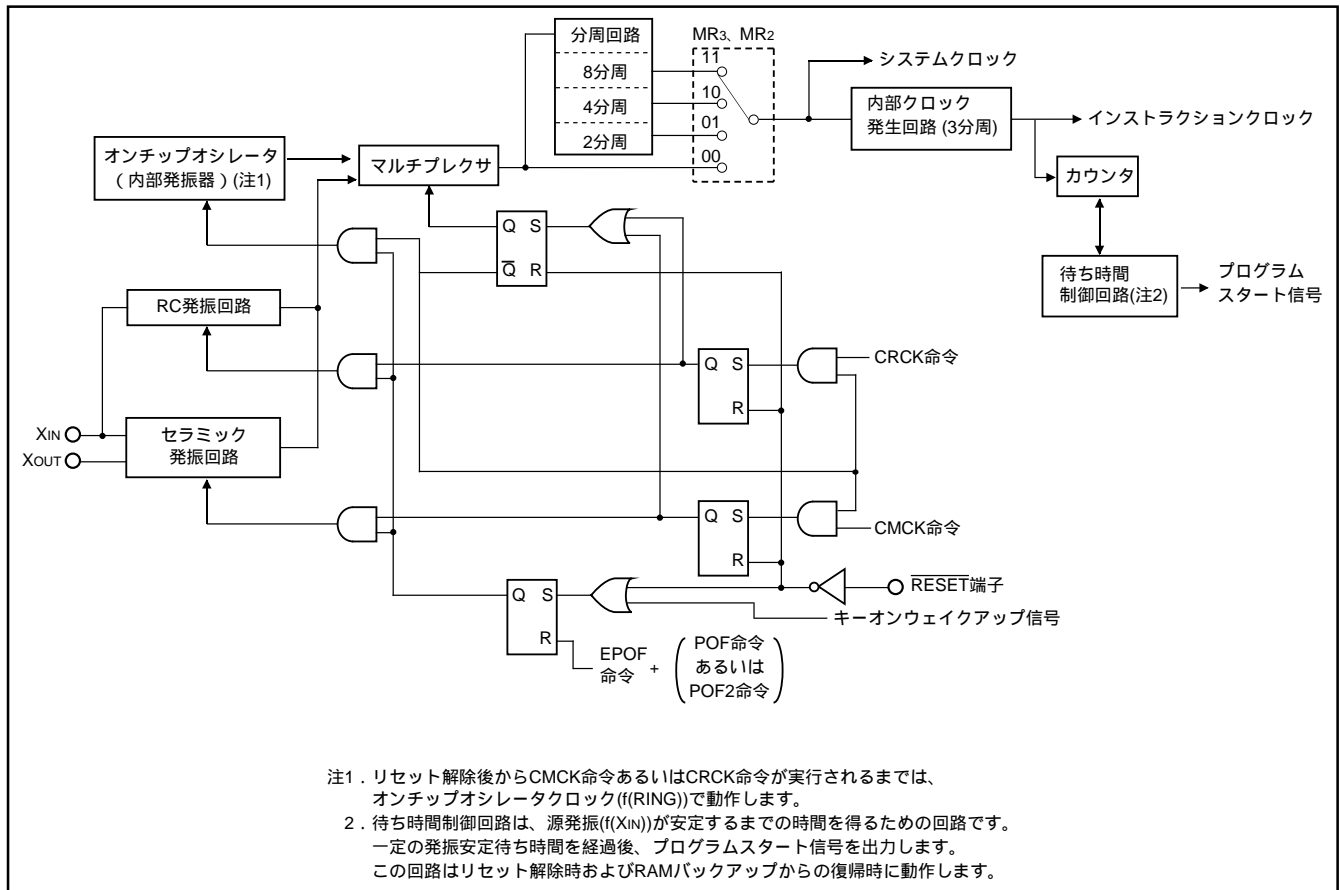 分周回路
8分周
4分周
2分周
MR3、MR2
11
10
01
00
システムクロック
内部クロック
発生回路 (3分周)
インストラクションクロック
カウンタ
待ち時間
制御回路(注2)
プログラム
スタート信号
オンチップオシレータ
(内部発振器)(注1)
マルチプレクサ
Q S
Q R
RC発振回路
Q S
R
CRCK命令
XIN
XOUT
セラミック
発振回路
Q S
R
CMCK命令
RESET端子
キーオンウェイクアップ信号
Q S
R
EPOF
命令
+
POF命令
あるいは
POF2命令
注1．リセット解除後からCMCK命令あるいはCRCK命令が実行されるまでは、
オンチップオシレータクロック(f(RING))で動作します。
2．待ち時間制御回路は、源発振(f(XIN))が安定するまでの時間を得るための回路です。
一定の発振安定待ち時間を経過後、プログラムスタート信号を出力します。
この回路はリセット解除時およびRAMバックアップからの復帰時に動作します。